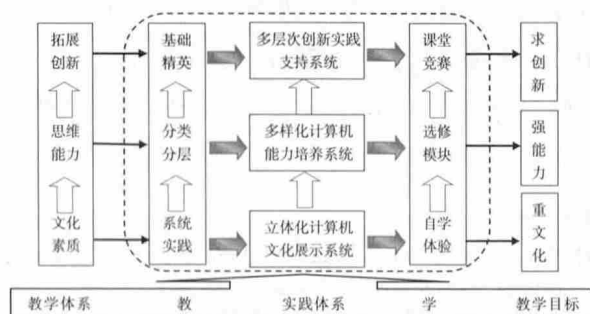 拓展
创新
思维
能力
文化
素质
基础
精英
分类
分层
系统
实践
多层次创新实践
支持系统
多样化计算机
能力培养系统
立体化计算机
文化展示系统
课堂
竞赛
选修
模块
自学
体验
求创新
强能力
重文化
教学体系 教 实践体系 学 教学目标